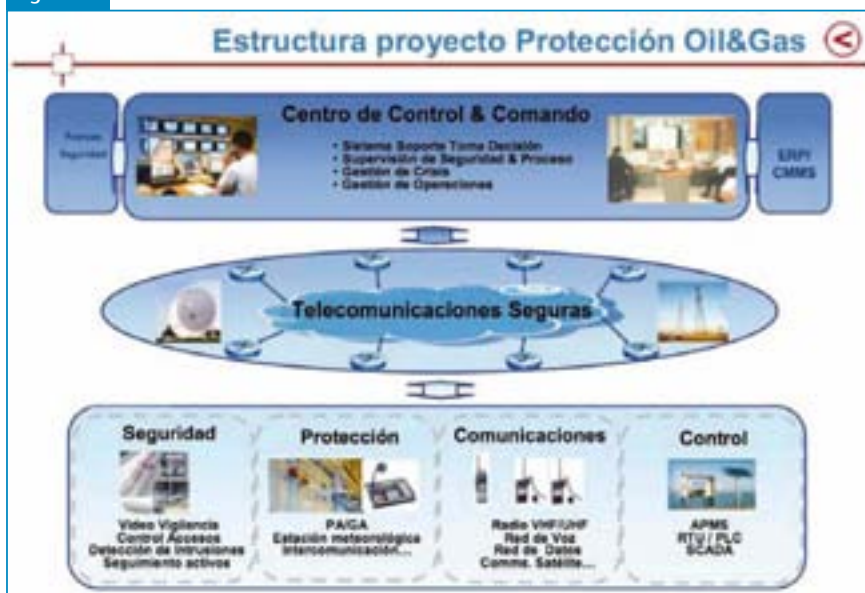 Estructura proyecto Protección Oil&Gas
Centro de Control & Comando
• Sistema Soporte Toma Decisión
• Supervisión de Seguridad & Proceso
• Gestión de Crisis
• Gestión de Operaciones
Seguridad
ERP/
CMMS
Telecomunicaciones Seguras
Seguridad
Video Vigilancia
Control Accesos
Detección de Intrusiones
Seguimiento activos
Protección
PA/GA
Estación meteorológica
Intercomunicación...
Comunicaciones
Radio VHF/UHF
Red de Voz
Red de Datos
Comms. Satélite...
Control
APMS
RTU / PLC
SCADA